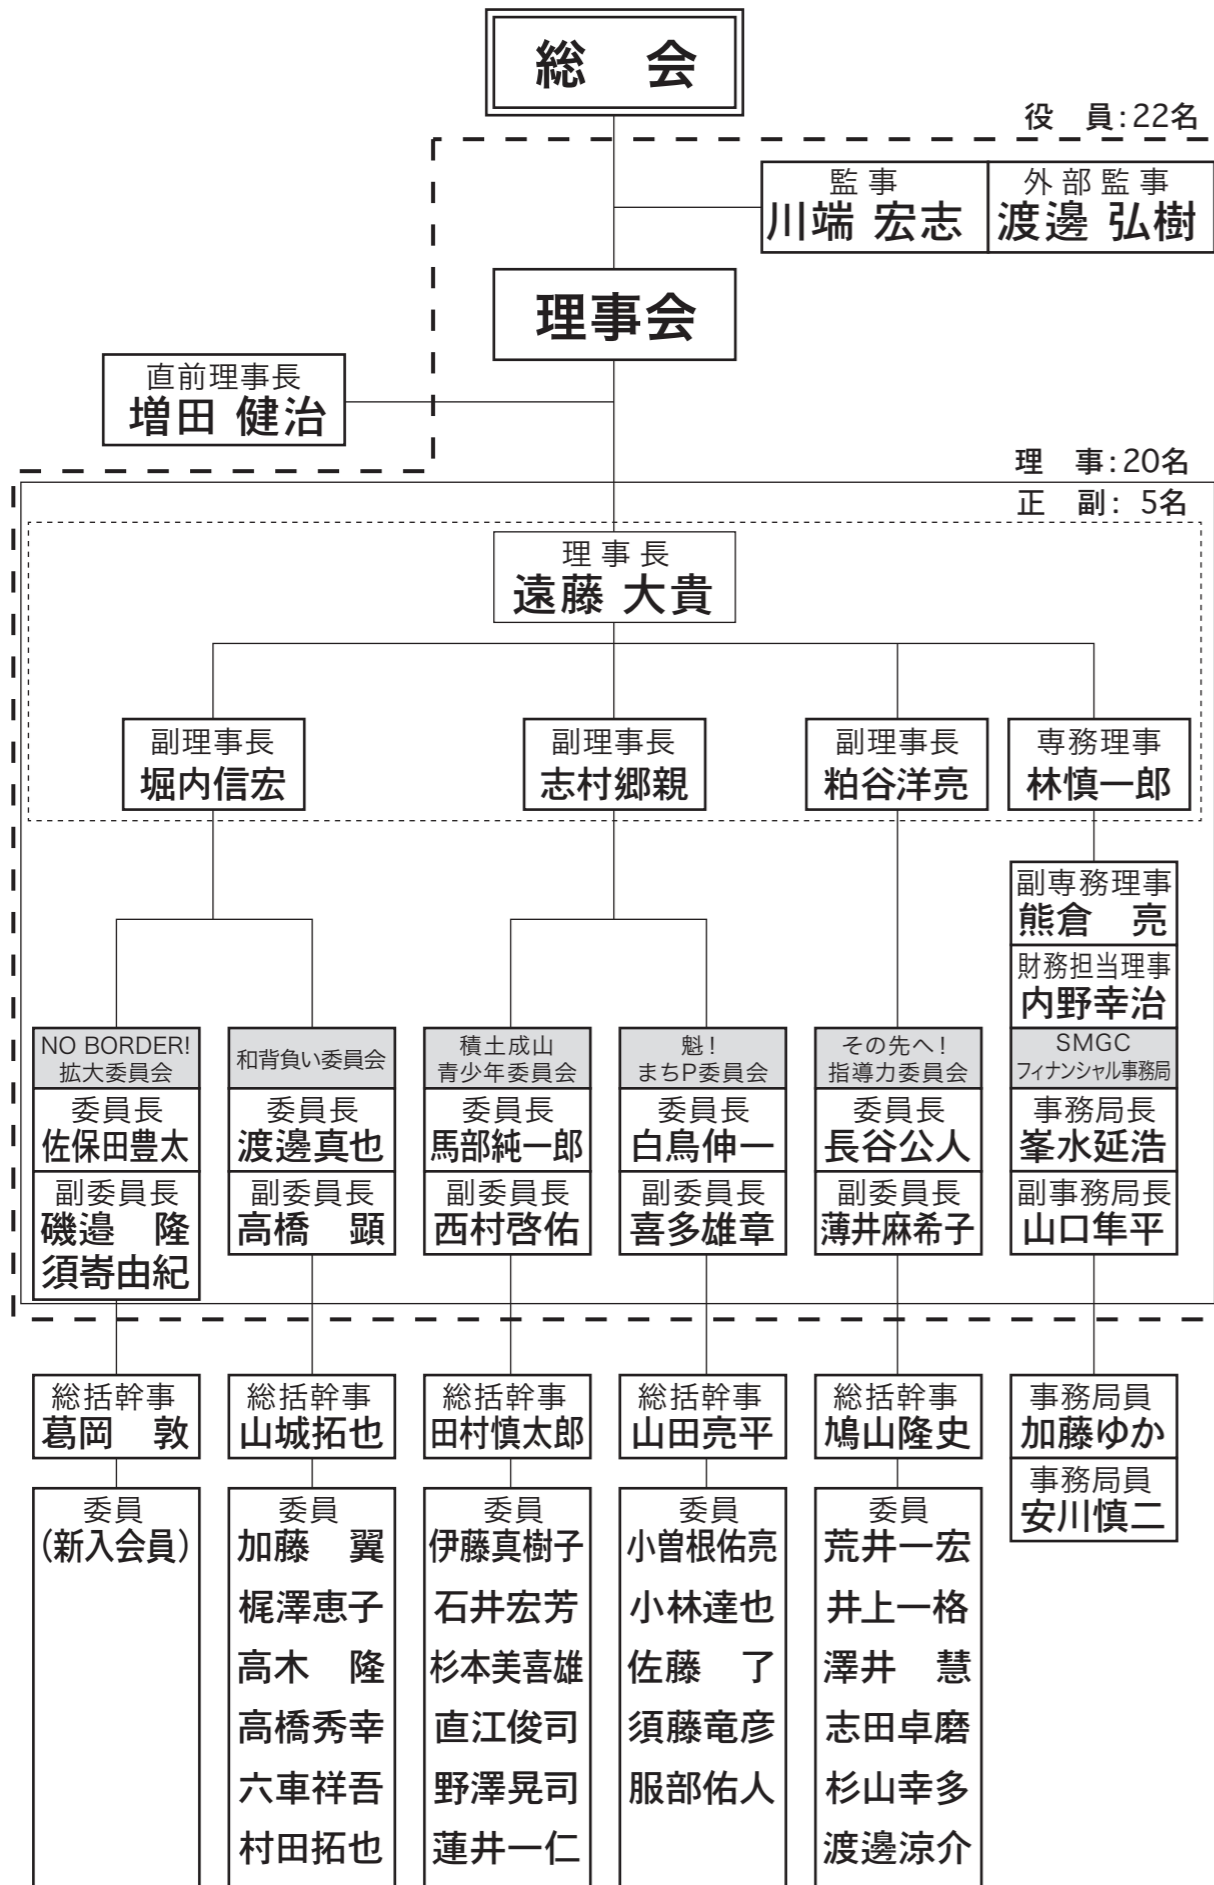 総　会
役　員：22名
監 事
川端 宏志
外 部 監 事
渡邊 弘樹
理事会
直前理事長
増田 健治
理　事：20名
正　副： 5名
理 事 長
遠藤 大貴
副理事長
堀内信宏
副理事長
志村郷親
副理事長
粕谷洋亮
専務理事
林慎一郎
副専務理事
熊倉　亮
財務担当理事
内野幸治
NO BORDER!
拡大委員会
委員長
佐保田豊太
副委員長
磯邉　隆
須嵜由紀
和背負い委員会
委員長
渡邊真也
副委員長
高橋　顕
積土成山
青少年委員会
委員長
馬部純一郎
副委員長
西村啓佑
魁！
まちP委員会
委員長
白鳥伸一
副委員長
喜多雄章
その先へ！
指導力委員会
委員長
長谷公人
副委員長
薄井麻希子
SMGC
フィナンシャル事務局
事務局長
峯水延浩
副事務局長
山口隼平
総括幹事
葛岡　敦
総括幹事
山城拓也
総括幹事
田村慎太郎
総括幹事
山田亮平
総括幹事
鳩山隆史
事務局員
加藤ゆか
事務局員
安川慎二
委員
（新入会員）
委員
加藤　翼
梶澤恵子
高木　隆
高橋秀幸
六車祥吾
村田拓也
委員
伊藤真樹子
石井宏芳
杉本美喜雄
直江俊司
野澤晃司
蓮井一仁
委員
小曽根佑亮
小林達也
佐藤　了
須藤竜彦
服部佑人
委員
荒井一宏
井上一格
澤井　慧
志田卓磨
杉山幸多
渡邊涼介